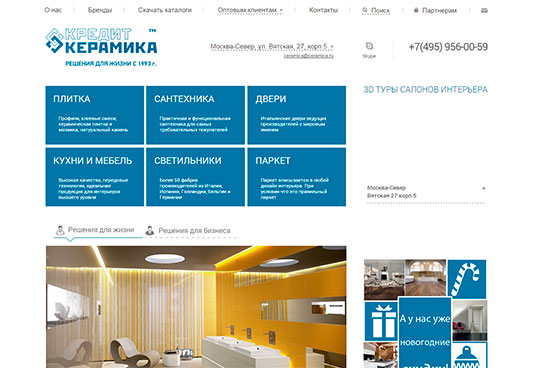 О нас Бренды Скачать каталоги Оптовым клиентам Контакты Поиск Партнерам
КРЕДИТ ТМ
КЕРАМИКА
РЕШЕНИЯ ДЛЯ ЖИЗНИ С 1993 г.
Москва-Север, ул. Вятская, 27, корп.5
ceramica@ceramica.ru
Skype
+7(495) 956-00-59
ПЛИТКА
Профили, клеевые смеси,
керамическая плитка и
мозаика, натуральный камень
САНТЕХНИКА
Практичная и функциональная
сантехника для самых
требовательных покупателей
ДВЕРИ
Итальянские двери ведущих
производителей с мировым
именем
КУХНИ И МЕБЕЛЬ
Высокое качество, передовые
технологии, идеальная
продукция для интерьеров
высшего уровня
СВЕТИЛЬНИКИ
Более 50 фабрик
производителей из Италии,
Испании, Голландии, Бельгии и
Германии
ПАРКЕТ
Паркет вписывается в любой
дизайн интерьера. При
условии что это правильный
паркет
3D ТУРЫ САЛОНОВ ИНТЕРЬЕРА
Москва-Север
Вятская 27 корп.5
Решения для жизни Решения для бизнеса
А у нас уже
новогодние
скидки!